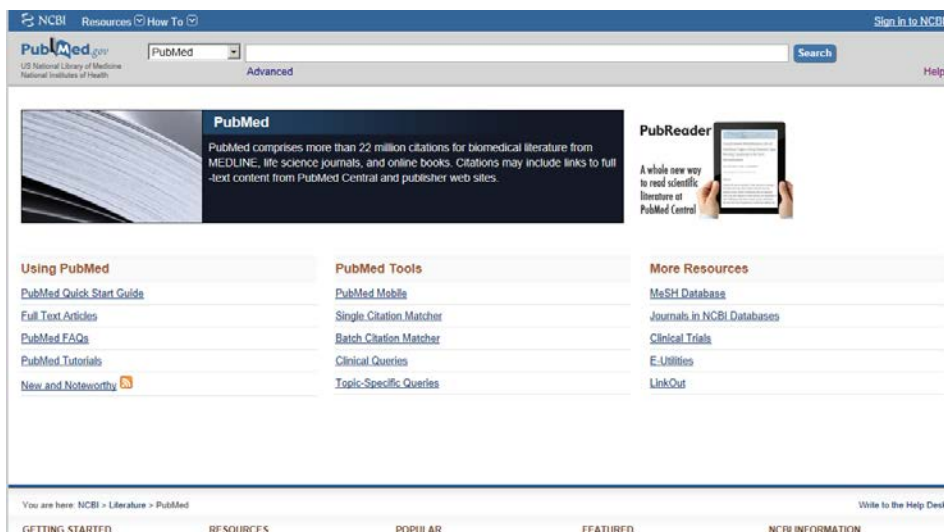 NCBI Resources How To Sign in to NCBI
PubMed.gov
US National Library of Medicine
National Institutes of Health
PubMed
Search
Advanced
Help
PubMed
PubMed comprises more than 22 million citations for biomedical literature from
MEDLINE, life science journals, and online books. Citations may include links to full
-text content from PubMed Central and publisher web sites.
PubReader
A whole new way
to read scientific
literature at
PubMed Central
Using PubMed
PubMed Quick Start Guide
Full Text Articles
PubMed FAQs
PubMed Tutorials
New and Noteworthy
PubMed Tools
PubMed Mobile
Single Citation Matcher
Batch Citation Matcher
Clinical Queries
Topic-Specific Queries
More Resources
MeSH Database
Journals in NCBI Databases
Clinical Trials
E-Utilities
LinkOut
You are here: NCBI > Literature > PubMed
Write to the Help Desk
GETTING STARTED RESOURCES POPULAR FEATURED NCBI INFORMATION